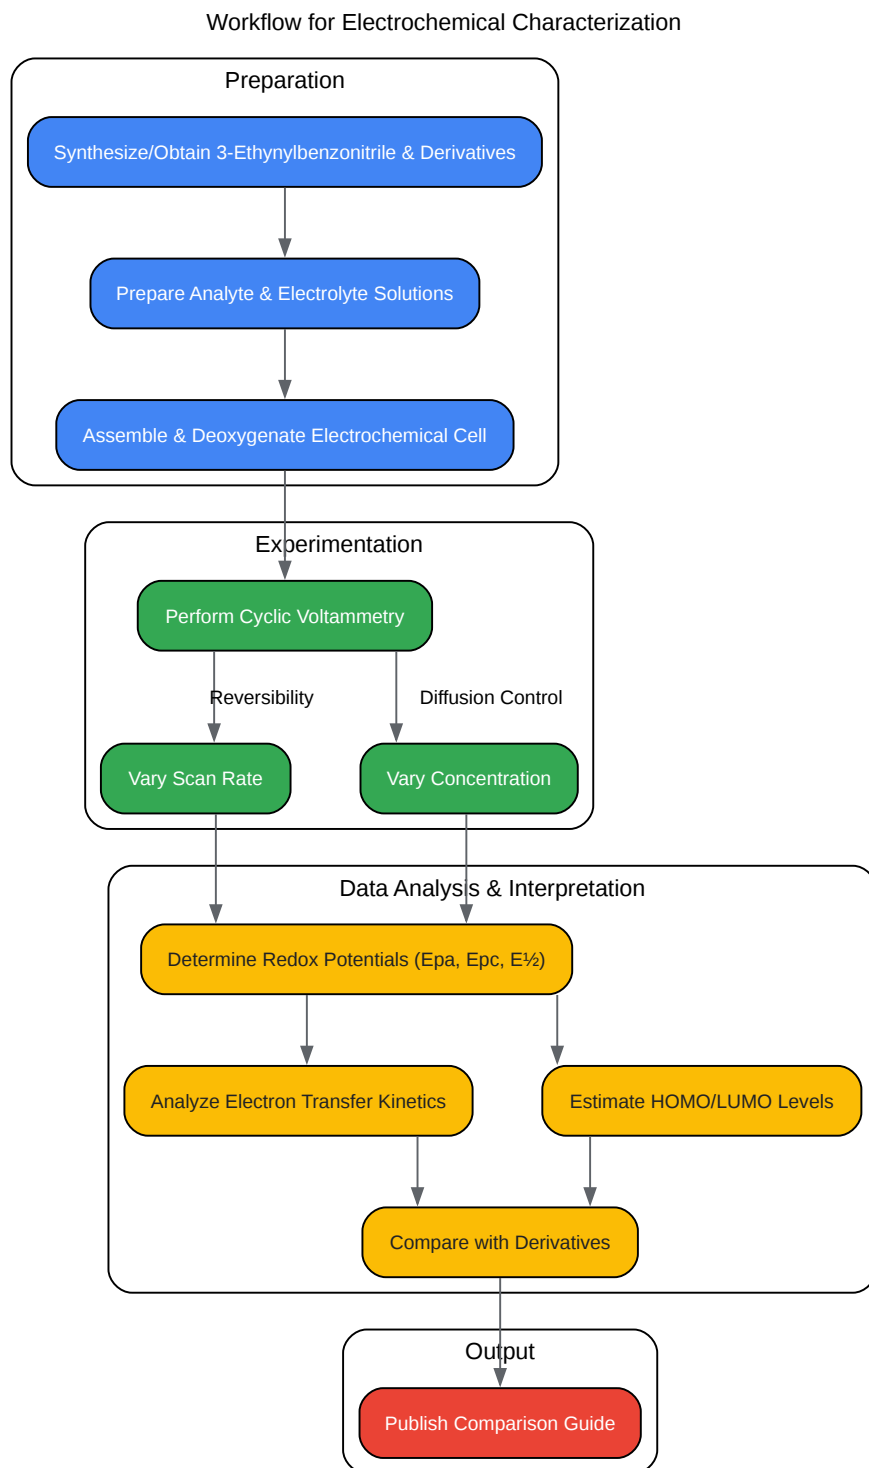 Workflow for Electrochemical Characterization
Preparation
Synthesize/Obtain 3-Ethynylbenzonitrile & Derivatives
Prepare Analyte & Electrolyte Solutions
Assemble & Deoxygenate Electrochemical Cell
Experimentation
Perform Cyclic Voltammetry
Reversibility
Diffusion Control
Vary Scan Rate
Vary Concentration
Data Analysis & Interpretation
Determine Redox Potentials (Epa, Epc, E½)
Analyze Electron Transfer Kinetics
Estimate HOMO/LUMO Levels
Compare with Derivatives
Output
Publish Comparison Guide